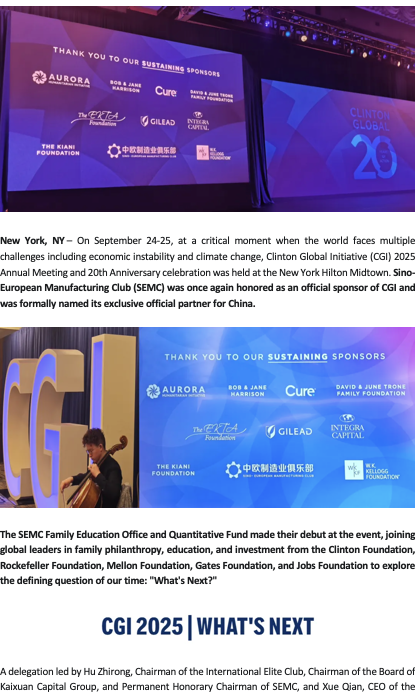 THANK YOU TO OUR SUSTAINING SPONSORS
AURORA
HUMANITARIAN INITIATIVE
BOB & JANE
HARRISON
Cure
DAVID & JUNE TRONE
FAMILY FOUNDATION
The EKTA
Foundation
GILEAD
INTEGRA
CAPITAL
THE KIANI
FOUNDATION
中欧制造业俱乐部
SINO - EUROPEAN MANUFACTURING CLUB
W.K.
KELLOGG
FOUNDATION
CLINTON
GLOBAL
20
New York, NY – On September 24-25, at a critical moment when the world faces multiple
challenges including economic instability and climate change, Clinton Global Initiative (CGI) 2025
Annual Meeting and 20th Anniversary celebration was held at the New York Hilton Midtown. Sino-
European Manufacturing Club (SEMC) was once again honored as an official sponsor of CGI and
was formally named its exclusive official partner for China.
CGI
THANK YOU TO OUR SUSTAINING SPONSORS
AURORA
HUMANITARIAN INITIATIVE
BOB & JANE
HARRISON
Cure
DAVID & JUNE TRONE
FAMILY FOUNDATION
The EKTA
Foundation
GILEAD
INTEGRA
CAPITAL
THE KIANI
FOUNDATION
中欧制造业俱乐部
SINO - EUROPEAN MANUFACTURING CLUB
W.K.
KELLOGG
FOUNDATION
The SEMC Family Education Office and Quantitative Fund made their debut at the event, joining
global leaders in family philanthropy, education, and investment from the Clinton Foundation,
Rockefeller Foundation, Mellon Foundation, Gates Foundation, and Jobs Foundation to explore
the defining question of our time: "What's Next?"
CGI 2025 | WHAT'S NEXT
A delegation led by Hu Zhirong, Chairman of the International Elite Club, Chairman of the Board of
Kaixuan Capital Group, and Permanent Honorary Chairman of SEMC, and Xue Qian, CEO of the